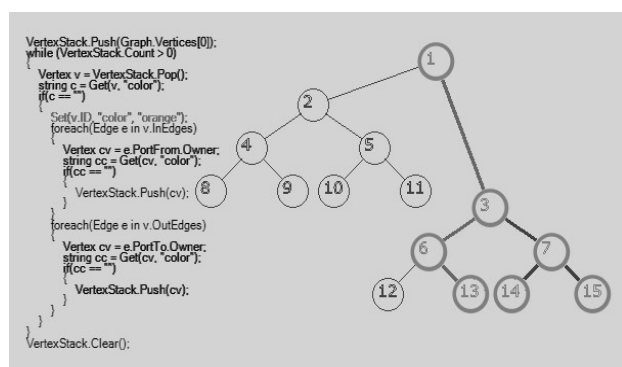 VertexStack.Push(Graph.Vertices[0]);
while (VertexStack.Count > 0)
{
Vertex v = VertexStack.Pop();
string c = Get(v, "color");
if(c == "")
{
Set(v.ID, "color", "orange");
foreach(Edge e in v.InEdges)
{
Vertex cv = e.PortFrom.Owner;
string cc = Get(cv, "color");
if(cc == "")
{
VertexStack.Push(cv);
}
}
foreach(Edge e in v.OutEdges)
{
Vertex cv = e.PortTo.Owner;
string cc = Get(cv, "color");
if(cc == "")
{
VertexStack.Push(cv);
}
}
}
}
VertexStack.Clear();
1
2
4
5
8
9
10
11
3
6
7
12
13
14
15